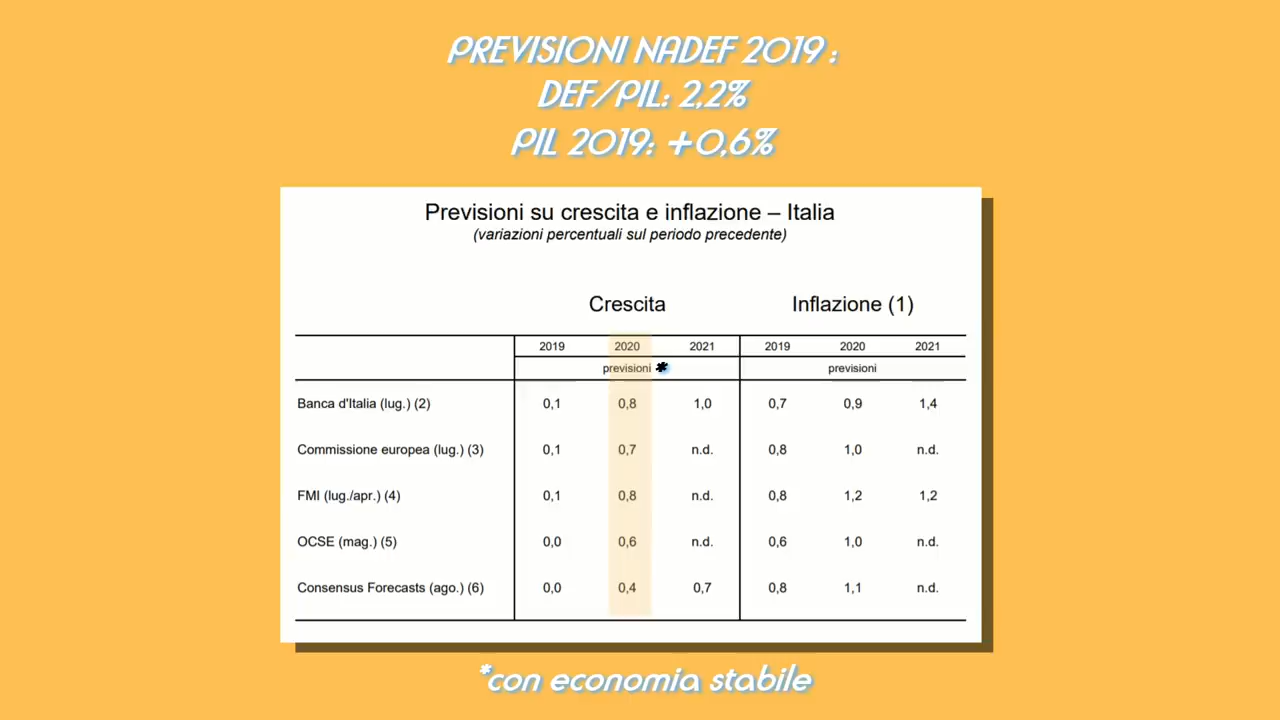 PREVISIONI NADEF 2019 :
DEF/PIL: 2,2%
PIL 2019: +0,6%
Previsioni su crescita e inflazione – Italia
(variazioni percentuali sul periodo precedente)
Crescita Inflazione (1)
2019 2020 2021 2019 2020 2021
previsioni * previsioni
Banca d'Italia (lug.) (2) 0,1 0,8 1,0 0,7 0,9 1,4
Commissione europea (lug.) (3) 0,1 0,7 n.d. 0,8 1,0 n.d.
FMI (lug./apr.) (4) 0,1 0,8 n.d. 0,8 1,2 1,2
OCSE (mag.) (5) 0,0 0,6 n.d. 0,6 1,0 n.d.
Consensus Forecasts (ago.) (6) 0,0 0,4 0,7 0,8 1,1 n.d.
*con economia stabile